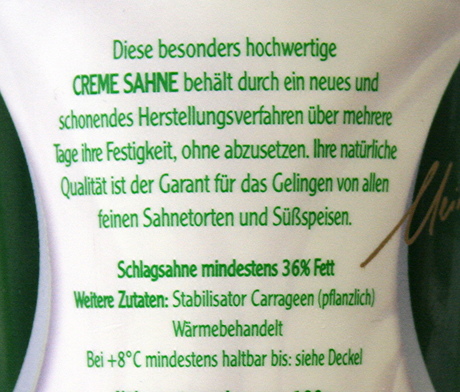 Diese besonders hochwertige
CREME SAHNE behält durch ein neues und
schonendes Herstellungsverfahren über mehrere
Tage ihre Festigkeit, ohne abzusetzen. Ihre natürliche
Qualität ist der Garant für das Gelingen von allen
feinen Sahnetorten und Süßspeisen.
Schlagsahne mindestens 36% Fett
Weitere Zutaten: Stabilisator Carrageen (pflanzlich)
Wärmebehandelt
Bei +8°C mindestens haltbar bis: siehe Deckel